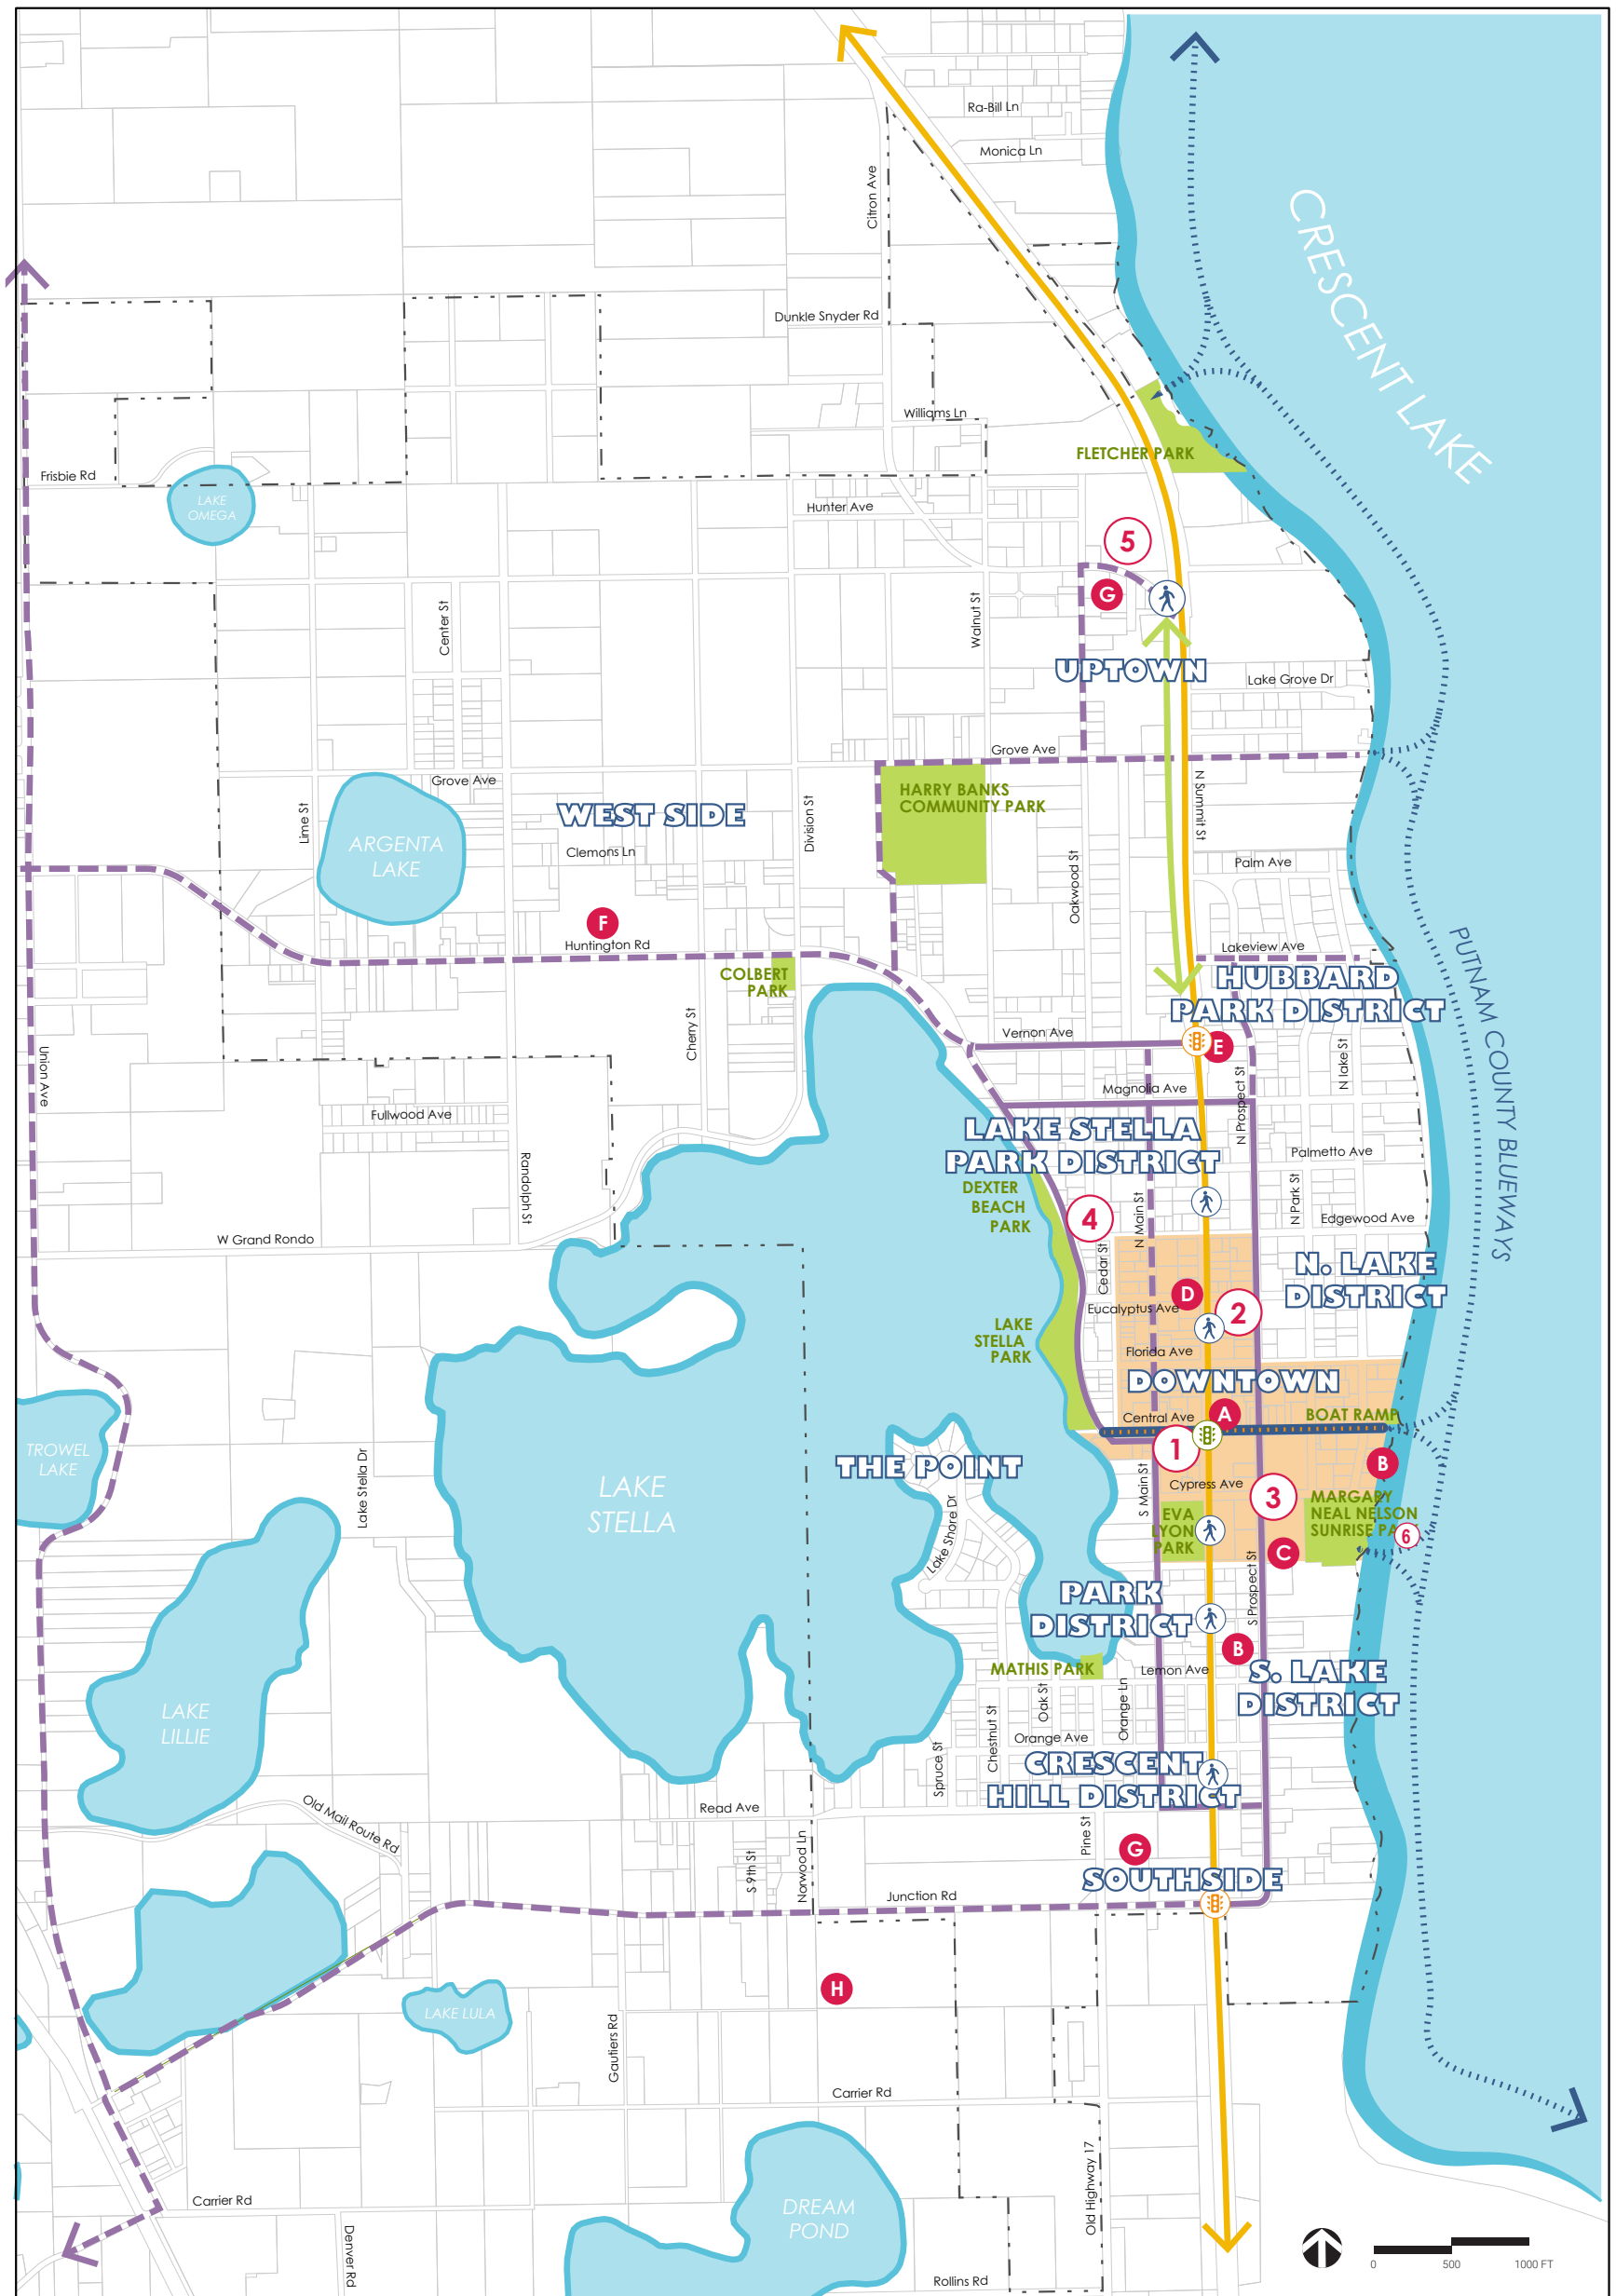 Ra-Bill Ln
Monica Ln
Citron Ave
CRESCENT LAKE
Dunkle Snyder Rd
Williams Ln
FLETCHER PARK
Frisbie Rd
LAKE
OMEGA
Hunter Ave
5
G
Center St
Walnut St
UPTOWN
Lake Grove Dr
Grove Ave
Grove Ave
N Summit St
HARRY BANKS
COMMUNITY PARK
WEST SIDE
Lime St
Division St
ARGENTA
LAKE
Clemons Ln
Palm Ave
Oakwood St
F
Huntington Rd
Lakeview Ave
PUTNAM COUNTY BLUEWAYS
COLBERT
PARK
HUBBARD
PARK DISTRICT
Cherry St
Vernon Ave
E
Union Ave
N lake St
Magnolia Ave
N Prospect St
Fullwood Ave
LAKE STELLA
PARK DISTRICT
Palmetto Ave
Randolph St
DEXTER
BEACH
PARK
4
N Main St
N Park St
Edgewood Ave
W Grand Rondo
Cedar St
N. LAKE
DISTRICT
D
Eucalyptus Ave
2
LAKE
STELLA
PARK
Florida Ave
DOWNTOWN
Central Ave
A
BOAT RAMP
TROWEL
LAKE
Lake Stella Dr
LAKE
STELLA
THE POINT
1
B
S Main St
Cypress Ave
3
MARGARY
NEAL NELSON
SUNRISE PARK
6
EVA
LYON
PARK
Lake Shore Dr
C
S Prospect St
PARK
DISTRICT
B
MATHIS PARK
Lemon Ave
S. LAKE
DISTRICT
LAKE
LILLIE
Oak St
Orange Ln
Chestnut St
Orange Ave
Spruce St
CRESCENT
HILL DISTRICT
Old Mail Route Rd
Read Ave
Pine St
G
S 9th St
Norwood Ln
SOUTHSIDE
Junction Rd
H
LAKE LULA
Gautiers Rd
Carrier Rd
Old Highway 17
Carrier Rd
DREAM
POND
Denver Rd
Rollins Rd
0
500
1000 FT